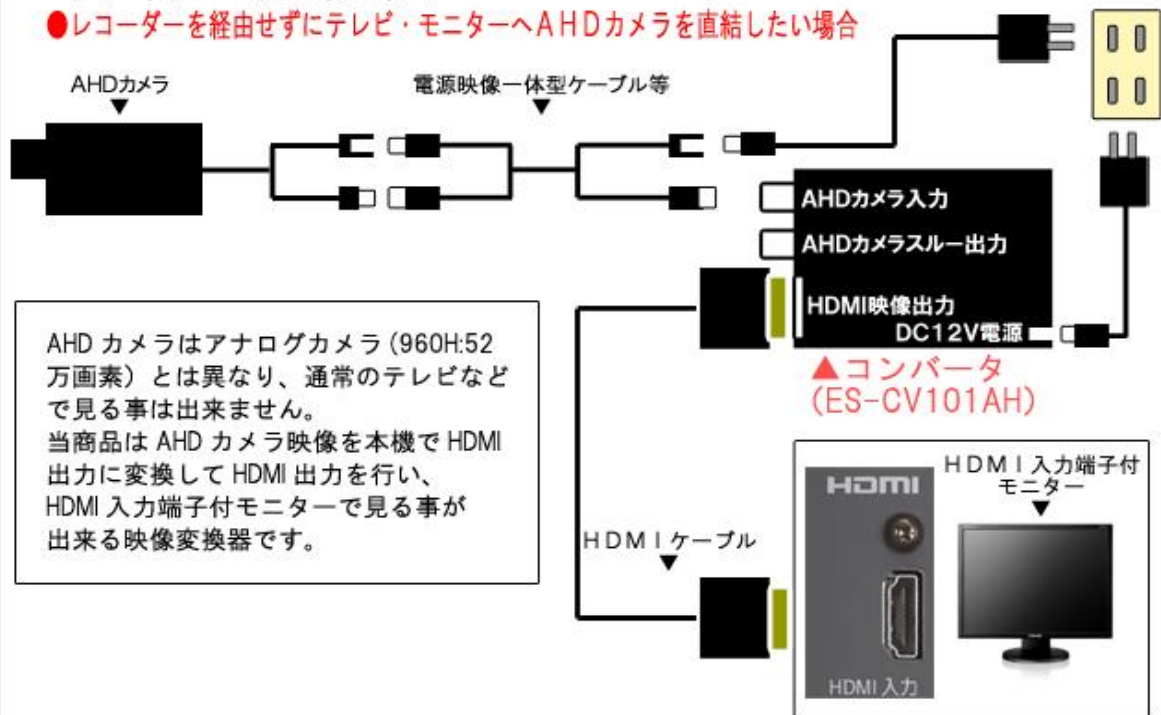 ●レコーダーを経由せずにテレビ・モニターへAHDカメラを直結したい場合
AHDカメラ
▼
電源映像一体型ケーブル等
▼
AHDカメラ入力
AHDカメラスルー出力
HDMI映像出力
DC12V電源
▲コンバータ
(ES-CV101AH)
AHD カメラはアナログカメラ(960H:52
万画素)とは異なり、通常のテレビなど
で見る事は出来ません。
当商品は AHD カメラ映像を本機で HDMI
出力に変換して HDMI 出力を行い、
HDMI 入力端子付モニターで見る事が
出来る映像変換器です。
HDMIケーブル
▼
HDMI
HDMI 入力
HDMI入力端子付
モニター
▼